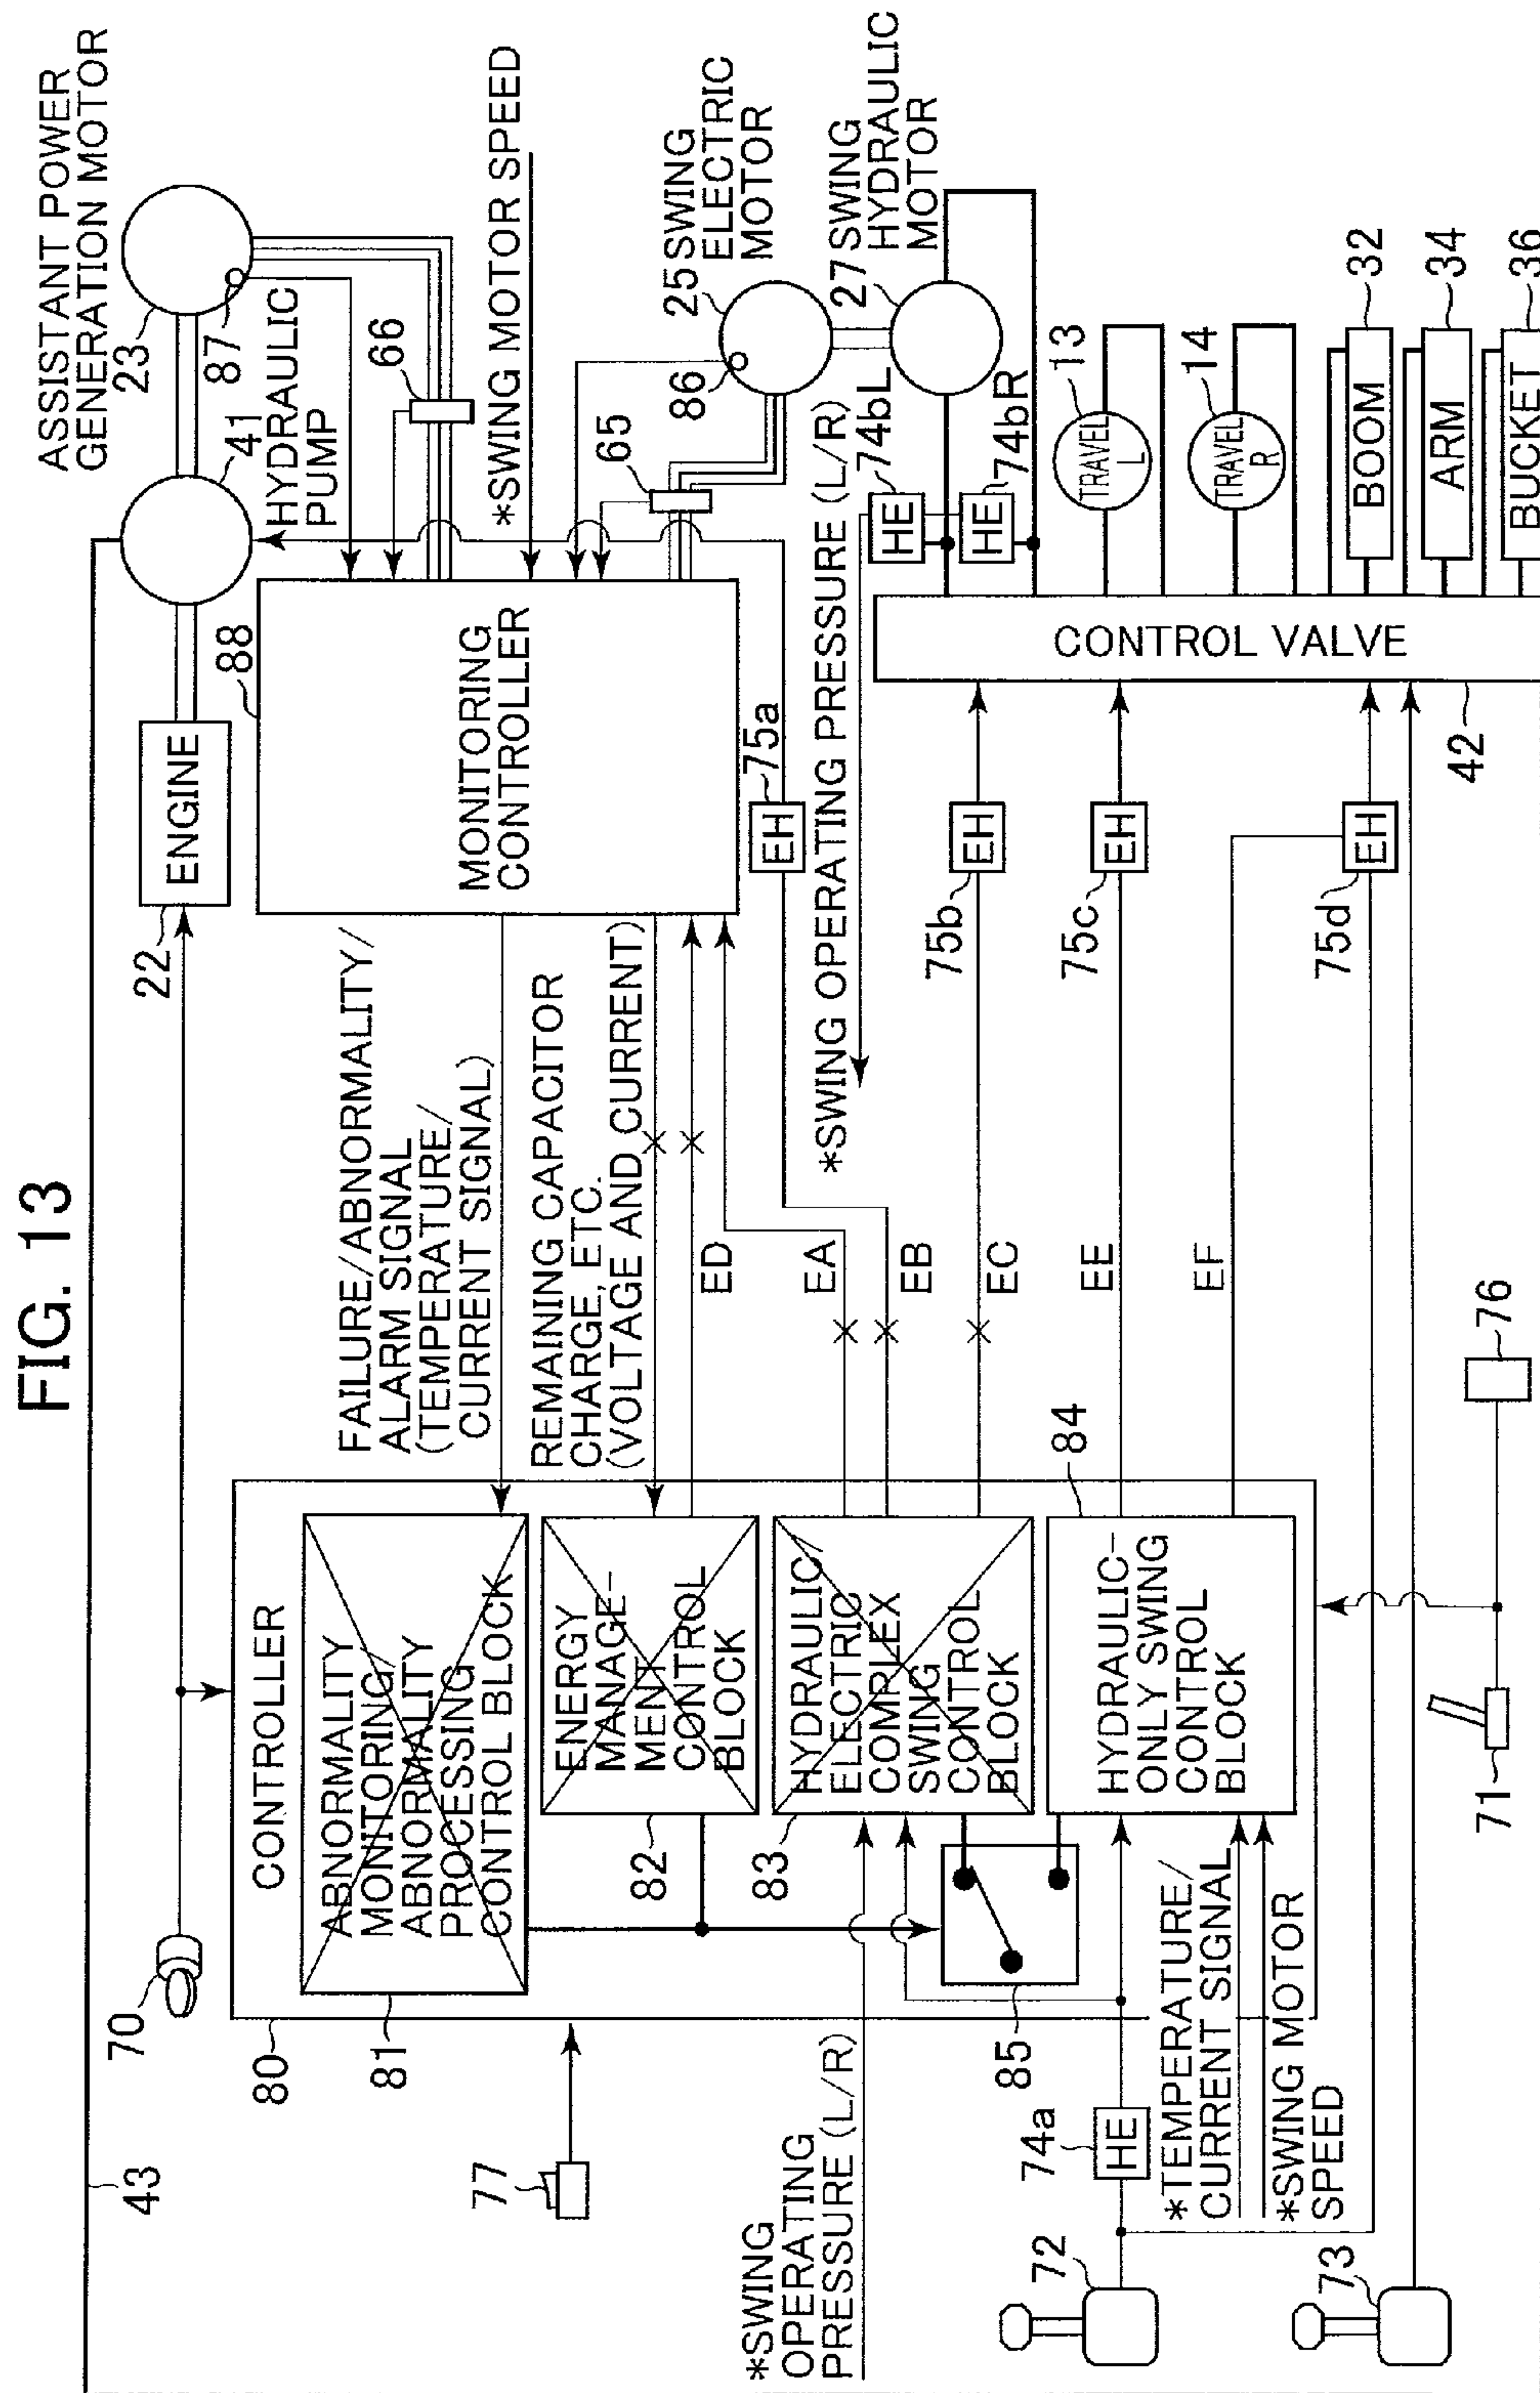 FIG. 13
ASSISTANT POWER
GENERATION MOTOR
23
87
41
HYDRAULIC
PUMP
66
*SWING MOTOR SPEED
65
86
25
SWING
ELECTRIC
MOTOR
27
SWING
HYDRAULIC
MOTOR
74bL
74bR
HE
HE
13
TRAVEL
L
14
TRAVEL
R
32
BOOM
34
ARM
36
BUCKET
CONTROL VALVE
42
ENGINE
22
88
MONITORING
CONTROLLER
75a
EH
*SWING OPERATING PRESSURE (L/R)
75b
EH
75c
EH
75d
EH
FAILURE/ABNORMALITY/
ALARM SIGNAL
(TEMPERATURE/
CURRENT SIGNAL)
REMAINING CAPACITOR
CHARGE, ETC.
(VOLTAGE AND CURRENT)
ED
EA
EB
EC
EE
EF
76
71
CONTROLLER
ABNORMALITY
MONITORING/
ABNORMALITY
PROCESSING
CONTROL BLOCK
ENERGY
MANAGE-
MENT
CONTROL
BLOCK
HYDRAULIC/
ELECTRIC
COMPLEX
SWING
CONTROL
BLOCK
84
HYDRAULIC-
ONLY SWING
CONTROL
BLOCK
70
80
81
82
83
85
43
77
*SWING
OPERATING
PRESSURE (L/R)
74a
HE
*TEMPERATURE/
CURRENT SIGNAL
*SWING MOTOR
SPEED
72
73